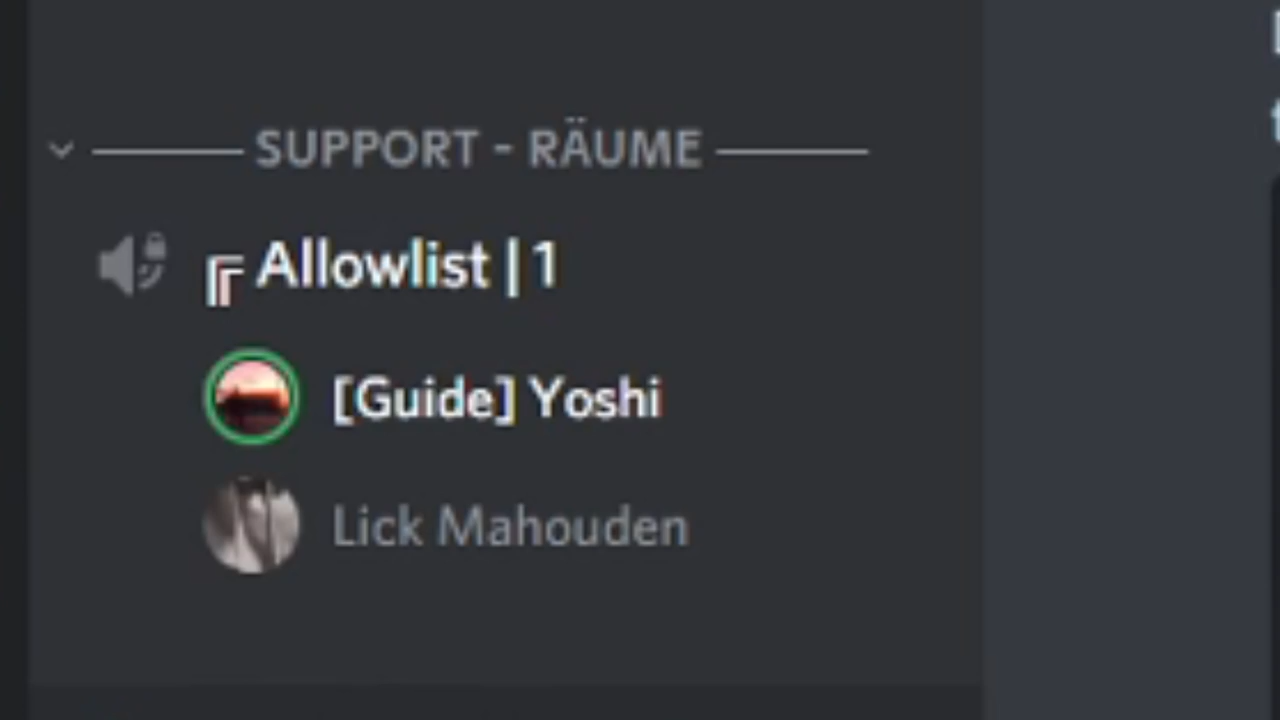 SUPPORT - RÄUME
╔ Allowlist | 1
[Guide] Yoshi
Lick Mahouden